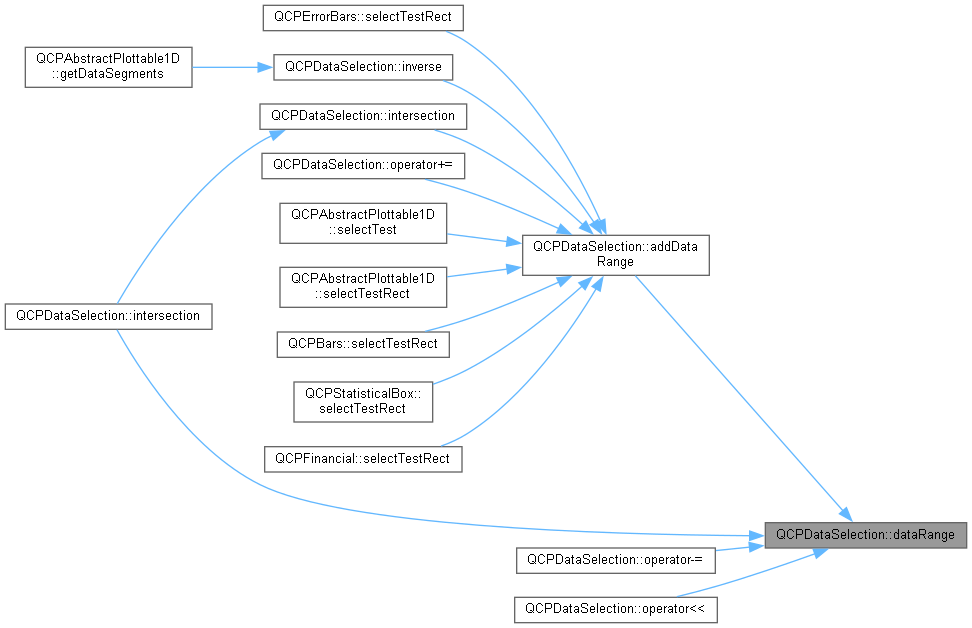 QCPErrorBars::selectTestRect
QCPAbstractPlottable1D
::getDataSegments
QCPDataSelection::inverse
QCPDataSelection::intersection
QCPDataSelection::operator+=
QCPAbstractPlottable1D
::selectTest
QCPDataSelection::addData
Range
QCPAbstractPlottable1D
::selectTestRect
QCPDataSelection::intersection
QCPBars::selectTestRect
QCPStatisticalBox::
selectTestRect
QCPFinancial::selectTestRect
QCPDataSelection::dataRange
QCPDataSelection::operator-=
QCPDataSelection::operator<<